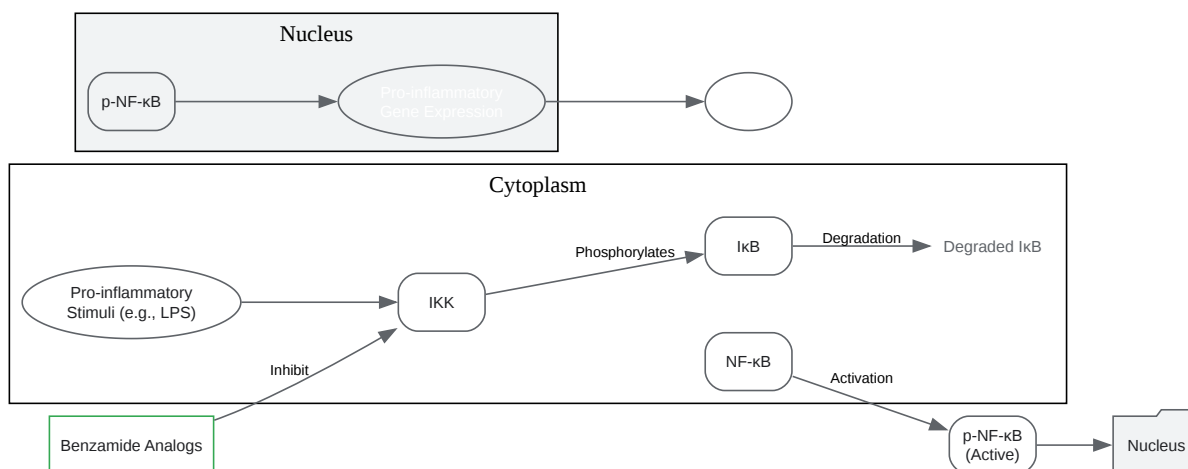 Nucleus
p-NF-κB
Pro-inflammatory
Gene Expression
Cytoplasm
Pro-inflammatory
Stimuli (e.g., LPS)
IKK
Phosphorylates
IκB
Degradation
Degraded IκB
Inhibit
NF-κB
Activation
Benzamide Analogs
p-NF-κB
(Active)
Nucleus